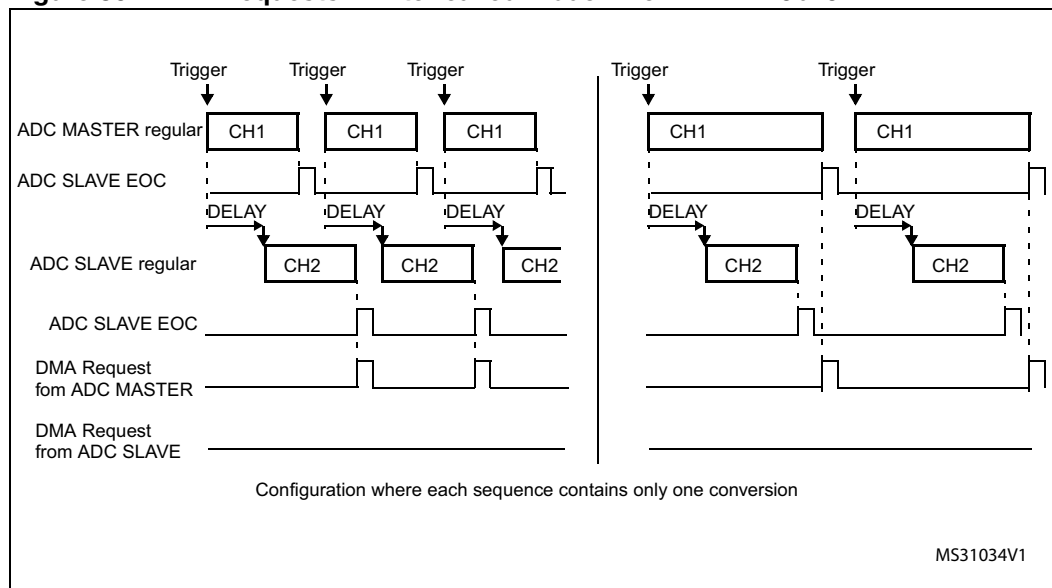 Trigger Trigger Trigger Trigger Trigger
ADC MASTER regular CH1 CH1 CH1 CH1 CH1
ADC SLAVE EOC
DELAY DELAY DELAY DELAY DELAY
ADC SLAVE regular CH2 CH2 CH2 CH2 CH2
ADC SLAVE EOC
DMA Request
fom ADC MASTER
DMA Request
from ADC SLAVE
Configuration where each sequence contains only one conversion
MS31034V1